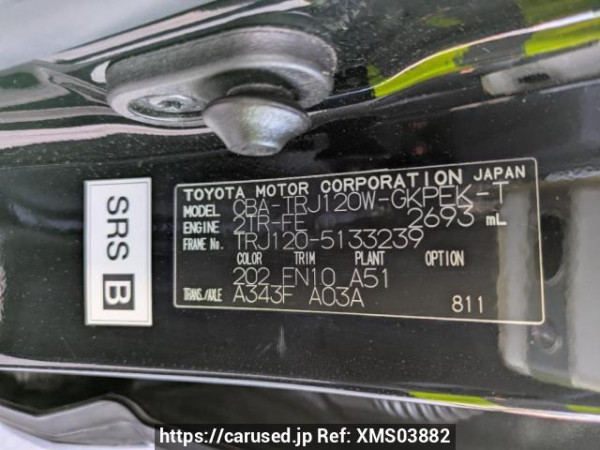 TOYOTA MOTOR CORPORATION JAPAN
MODEL CBA-TRJ120W-GKPEK-T
ENGINE 2TR-FE 2693 mL
FRAME No. TRJ120-5133239
COLOR TRIM PLANT OPTION
202 FN10 A51
TRANS./AXLE A343F A03A
811
SRS B
https://carused.jp Ref: XMS03882